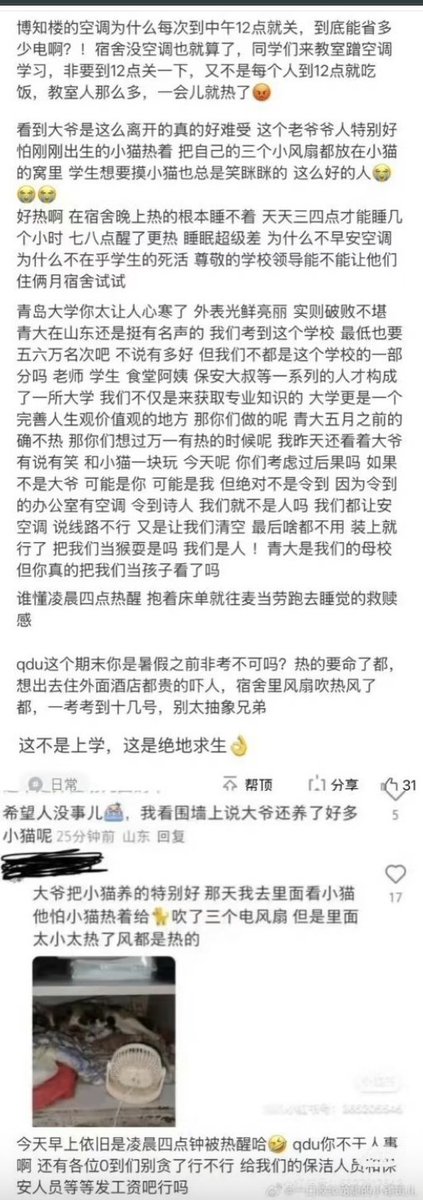 博知楼的空调为什么每次到中午12点就关，到底能省多
少电啊？！宿舍没空调也就算了，同学们来教室蹭空调
学习，非要到12点关一下，又不是每个人到12点就吃
饭，教室人那么多，一会儿就热了😡
看到大爷是这么离开的真的好难受 这个老爷爷人特别好
怕刚刚出生的小猫热着 把自己的三个小风扇都放在小猫
的窝里 学生想要摸小猫也总是笑眯眯的 这么好的人😭
😭😭
好热啊 在宿舍晚上热的根本睡不着 天天三四点才能睡几
个小时 七八点醒了更热 睡眠超级差 为什么不早安空调
为什么不在乎学生的死活 尊敬的学校领导能不能让他们
住俩月宿舍试试
青岛大学你太让人心寒了 外表光鲜亮丽 实则破败不堪
青大在山东还是挺有名声的 我们考到这个学校 最低也要
五六万名次吧 不说有多好 但我们不都是这个学校的一部
分吗 老师 学生 食堂阿姨 保安大叔等一系列的人才构成
了一所大学 我们不仅是来获取专业知识的 大学更是一个
完善人生观价值观的地方 那你们做的呢 青大五月之前的
确不热 那你们想过万一有热的时候呢 我昨天还看着大爷
有说有笑 和小猫一块玩 今天呢 你们考虑过后果吗 如果
不是大爷 可能是你 可能是我 但绝对不是令到 因为令到
的办公室有空调 令到诗人 我们就不是人吗 我们都让安
空调 说线路不行 又是让我们清空 最后啥都不用 装上就
行了 把我们当猴耍是吗 我们是人 ！青大是我们的母校
但你真的把我们当孩子看了吗
谁懂凌晨四点热醒 抱着床单就往麦当劳跑去睡觉的救赎
感
qdu这个期末你是暑假之前非考不可吗？热的要命了都，
想出去住外面酒店都贵的吓人，宿舍里风扇吹热风了
都，一考考到十几号，别太抽象兄弟
这不是上学，这是绝地求生👌
日常 帮顶 分享 31
希望人没事儿🙏，我看围墙上说大爷还养了好多
小猫呢 25分钟前 山东 回复
5
大爷把小猫养的特别好 那天我去里面看小猫
他怕小猫热着给🐈吹了三个电风扇 但是里面
太小太热了风都是热的
17
今天早上依旧是凌晨四点钟被热醒哈🤣 qdu你不干人事
啊 还有各位0到们别贪了行不行 给我们的保洁人员和保
安人员等等发工资吧行吗